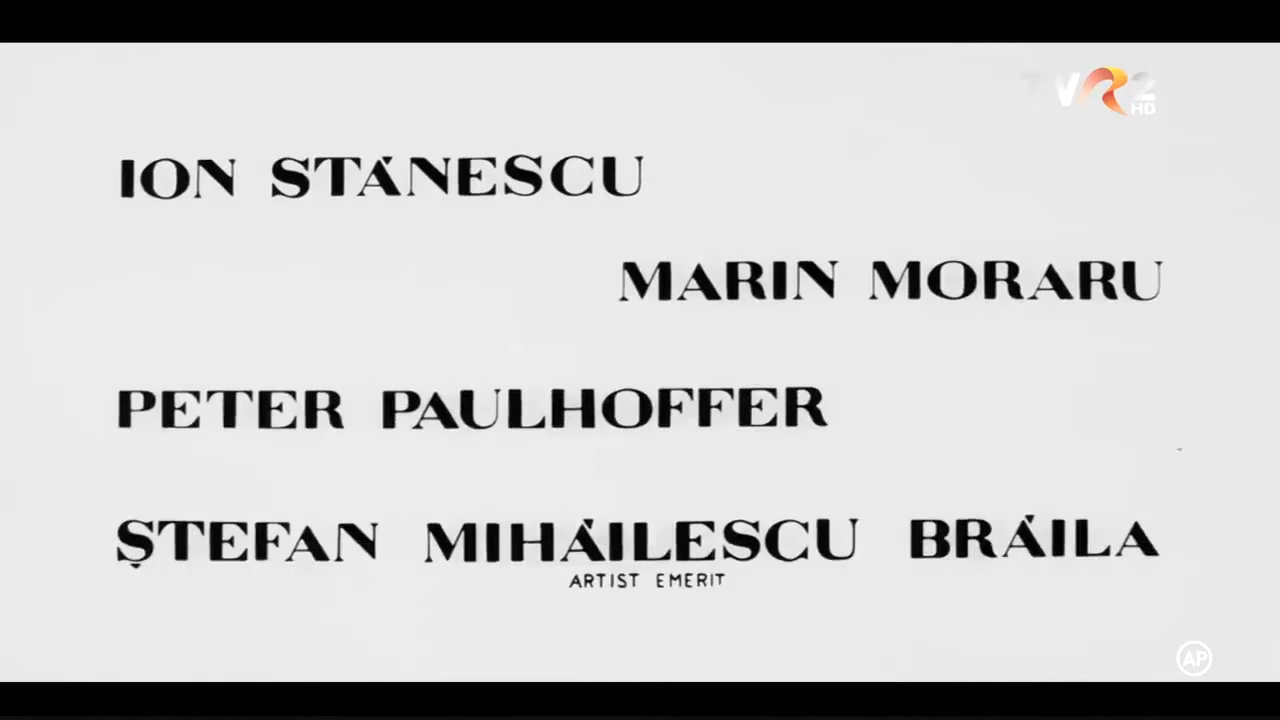 TVR2
HD
ION STĂNESCU
MARIN MORARU
PETER PAULHOFFER
ȘTEFAN MIHĂILESCU BRĂILA
ARTIST EMERIT
AP